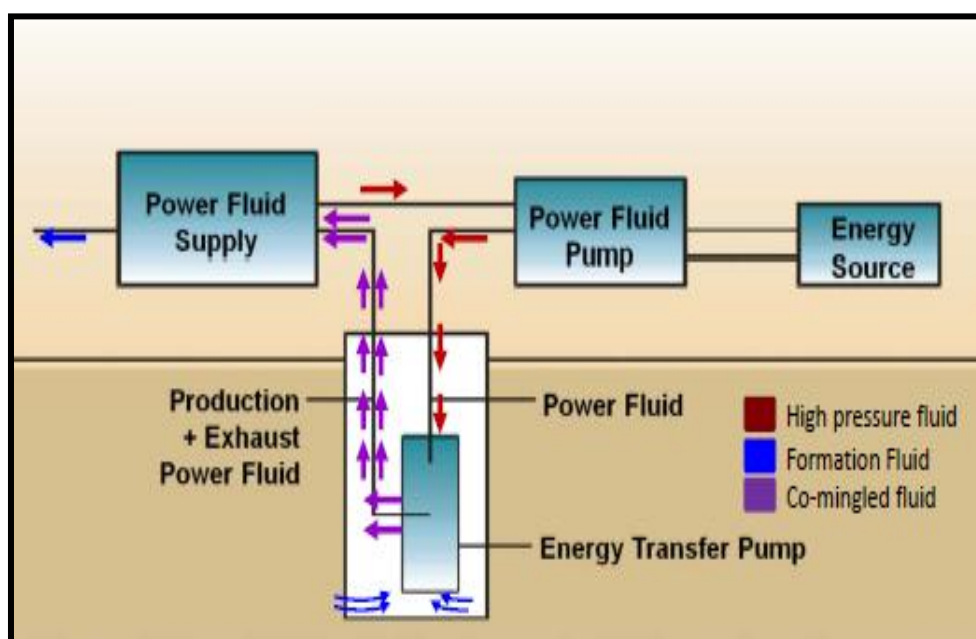 Power Fluid
Supply
Power Fluid
Pump
Energy
Source
Production
+ Exhaust
Power Fluid
Power Fluid
Energy Transfer Pump
High pressure fluid
Formation Fluid
Co-mingled fluid